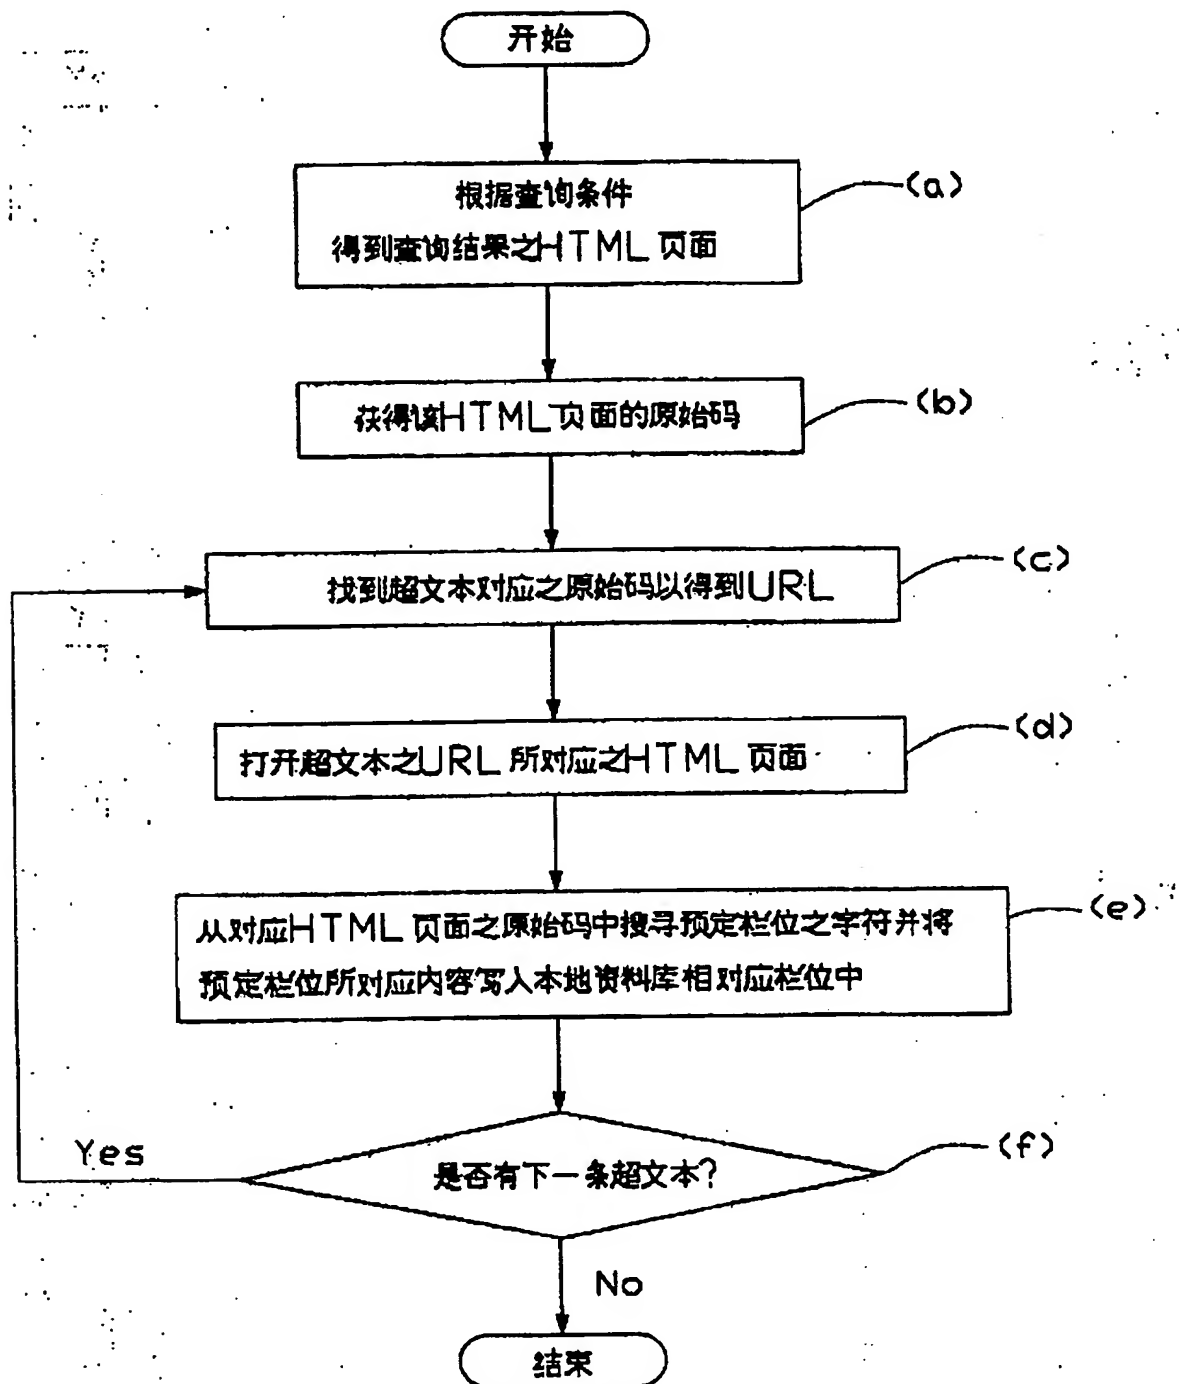 开始
根据查询条件
(a)
得到查询结果之HTML页面
获得该HTML页面的原始码
(b)
找到超文本对应之原始码以得到URL
(c)
打开超文本之URL所对应之HTML页面
(d)
从对应HTML页面之原始码中搜寻预定栏位之字符并将
(e)
预定栏位所对应内容写入本地资料库相对应栏位中
Yes
是否有下一条超文本?
(f)
No
结束